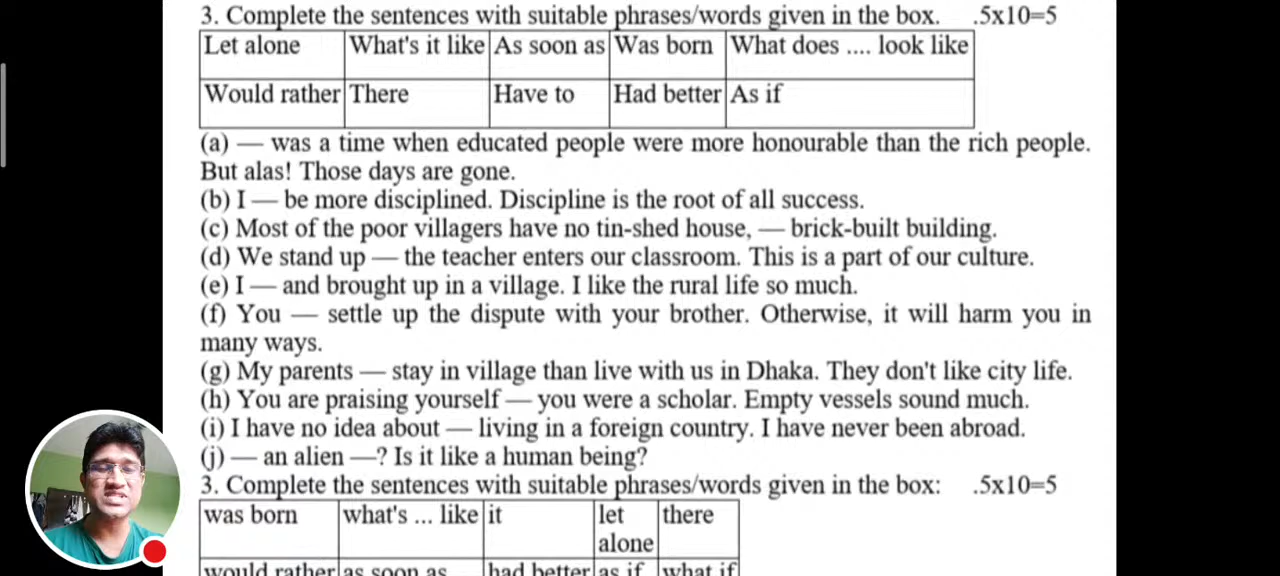 3. Complete the sentences with suitable phrases/words given in the box. .5x10=5
Let alone What's it like As soon as Was born What does .... look like
Would rather There Have to Had better As if
(a) — was a time when educated people were more honourable than the rich people.
But alas! Those days are gone.
(b) I — be more disciplined. Discipline is the root of all success.
(c) Most of the poor villagers have no tin-shed house, — brick-built building.
(d) We stand up — the teacher enters our classroom. This is a part of our culture.
(e) I — and brought up in a village. I like the rural life so much.
(f) You — settle up the dispute with your brother. Otherwise, it will harm you in
many ways.
(g) My parents — stay in village than live with us in Dhaka. They don't like city life.
(h) You are praising yourself — you were a scholar. Empty vessels sound much.
(i) I have no idea about — living in a foreign country. I have never been abroad.
(j) — an alien —? Is it like a human being?
3. Complete the sentences with suitable phrases/words given in the box: .5x10=5
was born what's ... like it let there
alone
would rather as soon as had better as if what if